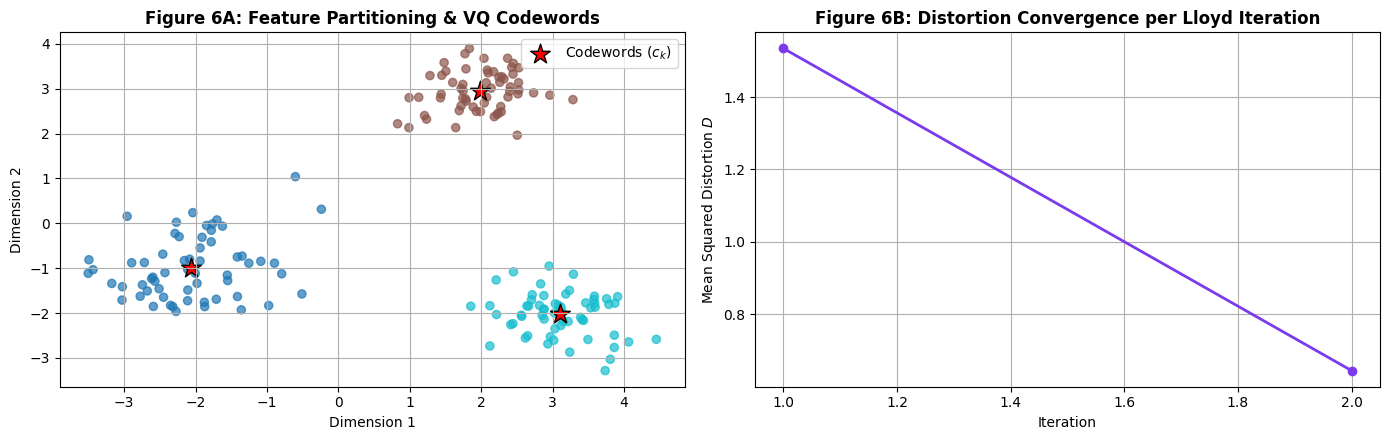 Figure 6A: Feature Partitioning & VQ Codewords
Codewords (c_k)
Dimension 2
4
3
2
1
0
−1
−2
−3
−3 −2 −1 0 1 2 3 4
Dimension 1
Figure 6B: Distortion Convergence per Lloyd Iteration
Mean Squared Distortion D
1.4
1.2
1.0
0.8
1.0 1.2 1.4 1.6 1.8 2.0
Iteration